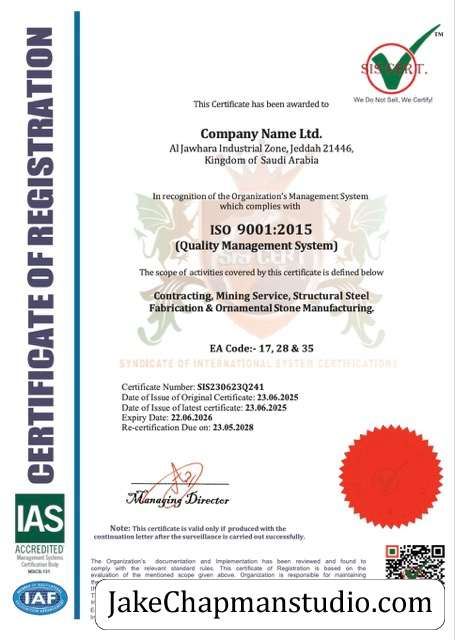 CERTIFICATE OF REGISTRATION
TM
SIS CERT.
We Do Not Sell, We Certify!
This Certificate has been awarded to
Company Name Ltd.
Al Jawhara Industrial Zone, Jeddah 21446,
Kingdom of Saudi Arabia
In recognition of the Organization's Management System
which complies with
ISO 9001:2015
(Quality Management System)
SIS CERT
The scope of activities covered by this certificate is defined below
Contracting, Mining Service, Structural Steel
Fabrication & Ornamental Stone Manufacturing.
EA Code:- 17, 28 & 35
SYNDICATE OF INTERNATIONAL SYSTEM CERTIFICATIONS
Certificate Number: SIS230623Q241
Date of Issue of Original Certificate: 23.06.2025
Date of Issue of latest certificate: 23.06.2025
Expiry Date: 22.06.2026
Re-certification Due on: 23.05.2028
Managing Director
Note: This certificate is valid only if produced with the
continuation letter after the surveillance is carried out successfully.
IAS
ACCREDITED
Management Systems
Certification Body
MSCB-131
IAF
The Organization's documentation and Implementation has been reviewed and found to
comply with the relevant standard rules. This certificate of Registration is based on the
evaluation of the mentioned scope given above. Organization is responsible for maintaining
JakeChapmanstudio.com